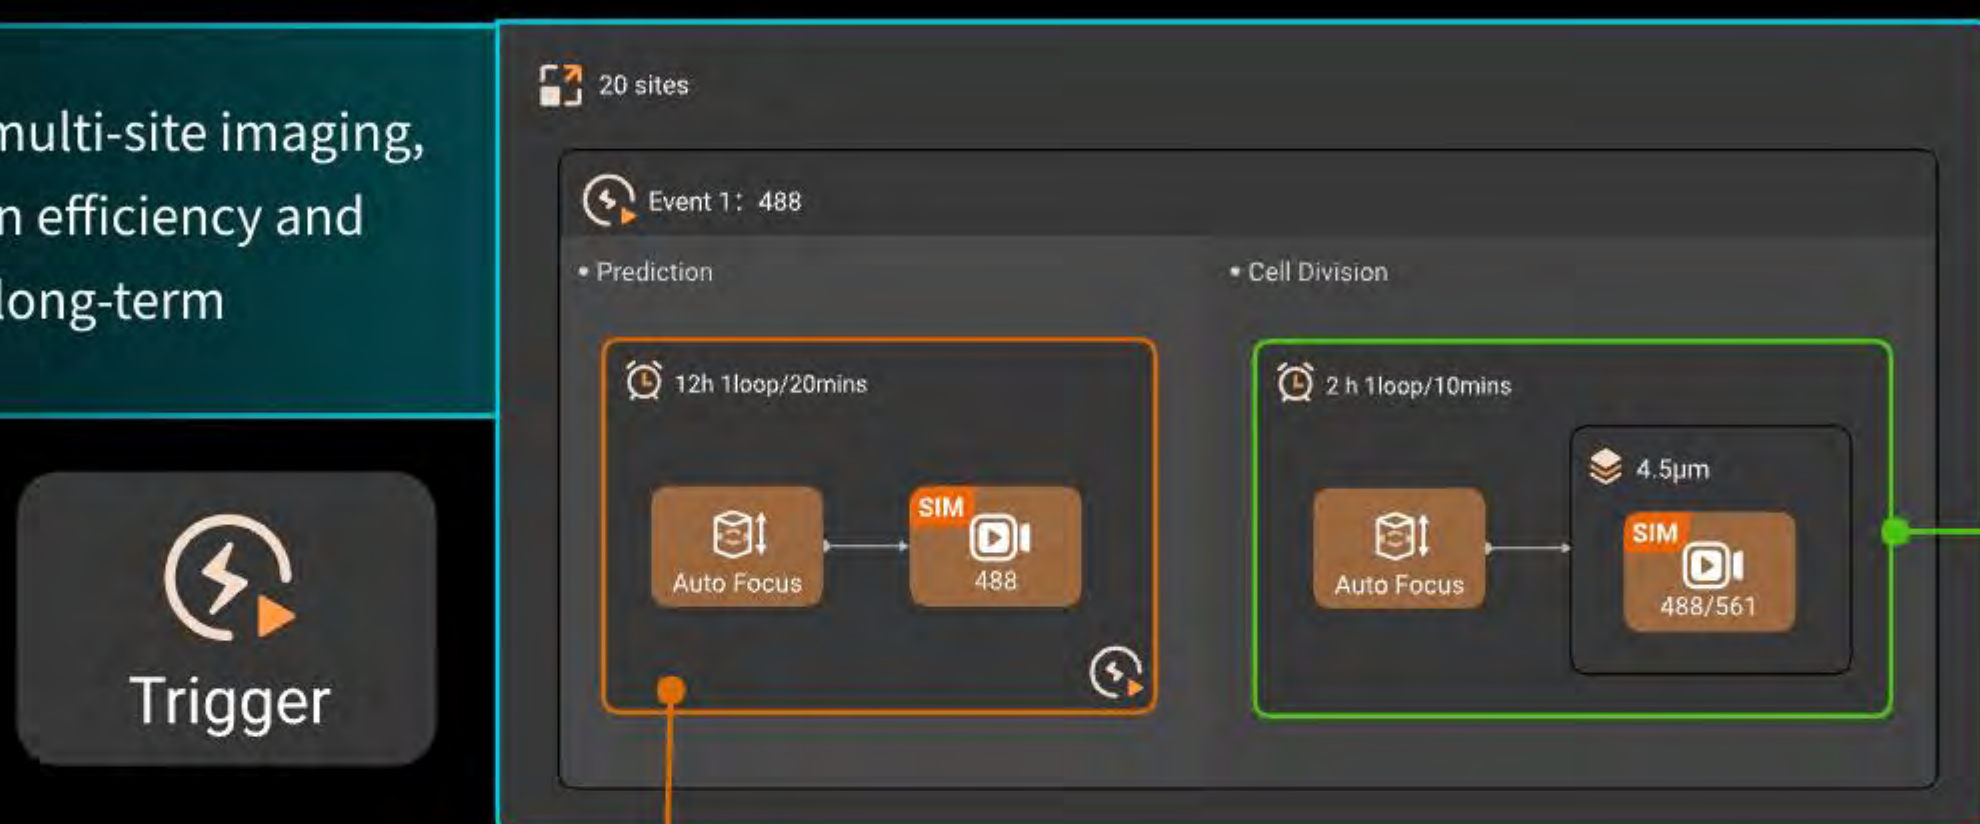 multi-site imaging,
n efficiency and
long-term
Trigger
20 sites
Event 1: 488
• Prediction
12h 1loop/20mins
Auto Focus
SIM
488
• Cell Division
2 h 1loop/10mins
Auto Focus
4.5μm
SIM
488/561